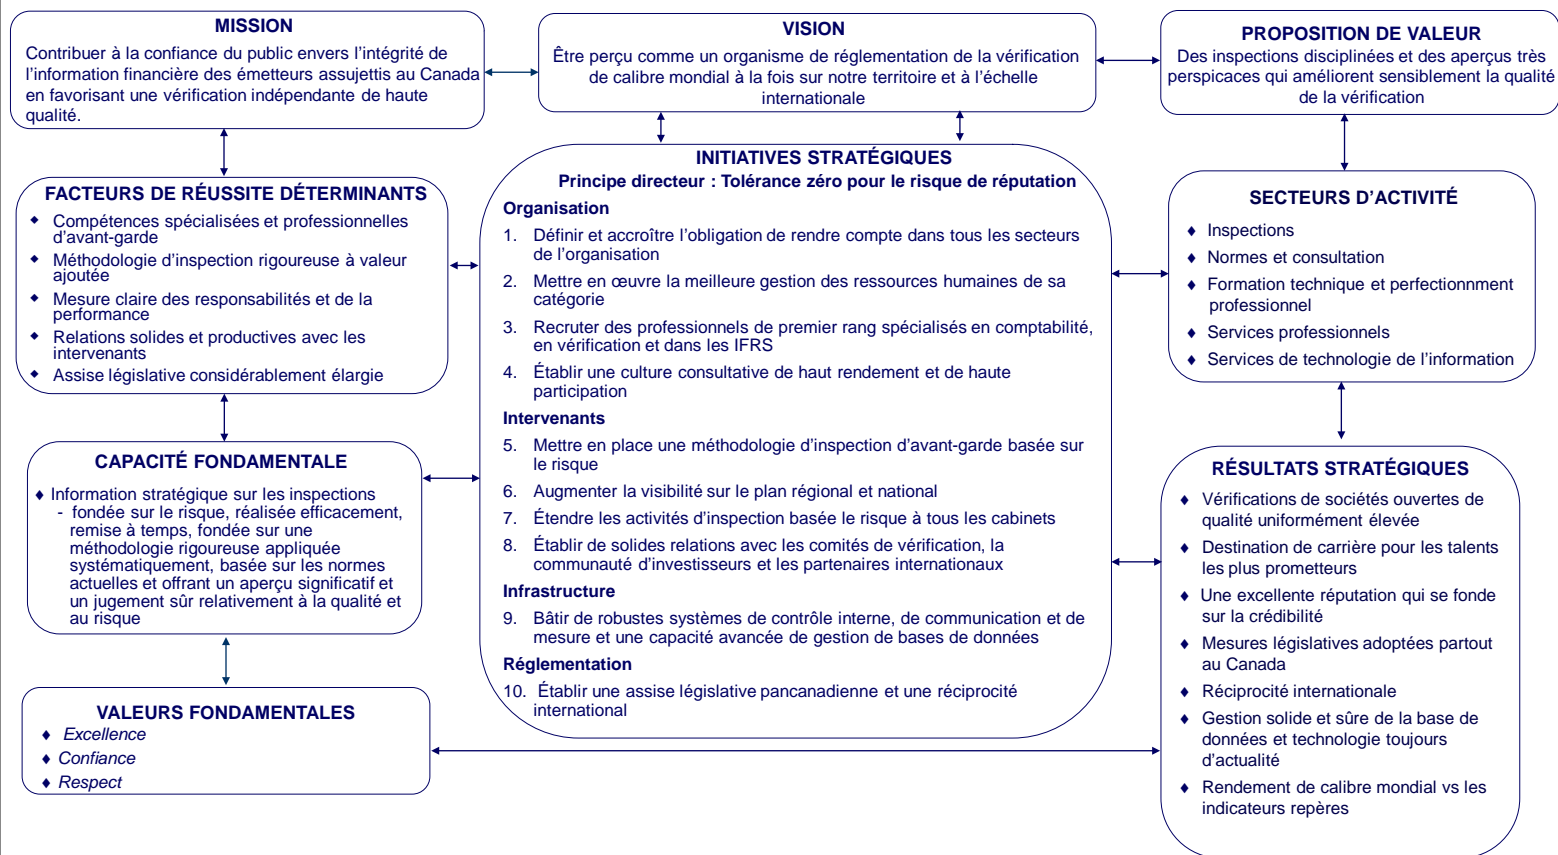 MISSION
Contribuer à la confiance du public envers l’intégrité de
l’information financière des émetteurs assujettis au Canada
en favorisant une vérification indépendante de haute
qualité.
VISION
Être perçu comme un organisme de réglementation de la vérification
de calibre mondial à la fois sur notre territoire et à l’échelle
internationale
PROPOSITION DE VALEUR
Des inspections disciplinées et des aperçus très
perspicaces qui améliorent sensiblement la qualité
de la vérification
FACTEURS DE RÉUSSITE DÉTERMINANTS
◆ Compétences spécialisées et professionnelles
d’avant-garde
◆ Méthodologie d’inspection rigoureuse à valeur
ajoutée
◆ Mesure claire des responsabilités et de la
performance
◆ Relations solides et productives avec les
intervenants
◆ Assise législative considérablement élargie
INITIATIVES STRATÉGIQUES
Principe directeur : Tolérance zéro pour le risque de réputation
Organisation
1. Définir et accroître l’obligation de rendre compte dans tous les secteurs
de l’organisation
2. Mettre en œuvre la meilleure gestion des ressources humaines de sa
catégorie
3. Recruter des professionnels de premier rang spécialisés en comptabilité,
en vérification et dans les IFRS
4. Établir une culture consultative de haut rendement et de haute
participation
Intervenants
5. Mettre en place une méthodologie d’inspection d’avant-garde basée sur
le risque
6. Augmenter la visibilité sur le plan régional et national
7. Étendre les activités d’inspection basée le risque à tous les cabinets
8. Établir de solides relations avec les comités de vérification, la
communauté d’investisseurs et les partenaires internationaux
Infrastructure
9. Bâtir de robustes systèmes de contrôle interne, de communication et de
mesure et une capacité avancée de gestion de bases de données
Réglementation
10. Établir une assise législative pancanadienne et une réciprocité
international
SECTEURS D’ACTIVITÉ
♦ Inspections
♦ Normes et consultation
♦ Formation technique et perfectionnment
professionnel
♦ Services professionnels
♦ Services de technologie de l’information
CAPACITÉ FONDAMENTALE
♦ Information stratégique sur les inspections
- fondée sur le risque, réalisée efficacement,
remise à temps, fondée sur une
méthodologie rigoureuse appliquée
systématiquement, basée sur les normes
actuelles et offrant un aperçu significatif et
un jugement sûr relativement à la qualité et
au risque
RÉSULTATS STRATÉGIQUES
♦ Vérifications de sociétés ouvertes de
qualité uniformément élevée
♦ Destination de carrière pour les talents
les plus prometteurs
♦ Une excellente réputation qui se fonde
sur la crédibilité
♦ Mesures législatives adoptées partout
au Canada
♦ Réciprocité internationale
♦ Gestion solide et sûre de la base de
données et technologie toujours
d’actualité
♦ Rendement de calibre mondial vs les
indicateurs repères
VALEURS FONDAMENTALES
♦ Excellence
♦ Confiance
♦ Respect